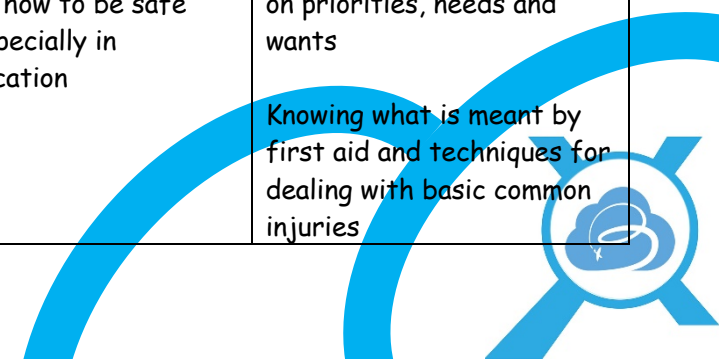 how to be safe
pecially in
cation
on priorities, needs and
wants
Knowing what is meant by
first aid and techniques for
dealing with basic common
injuries